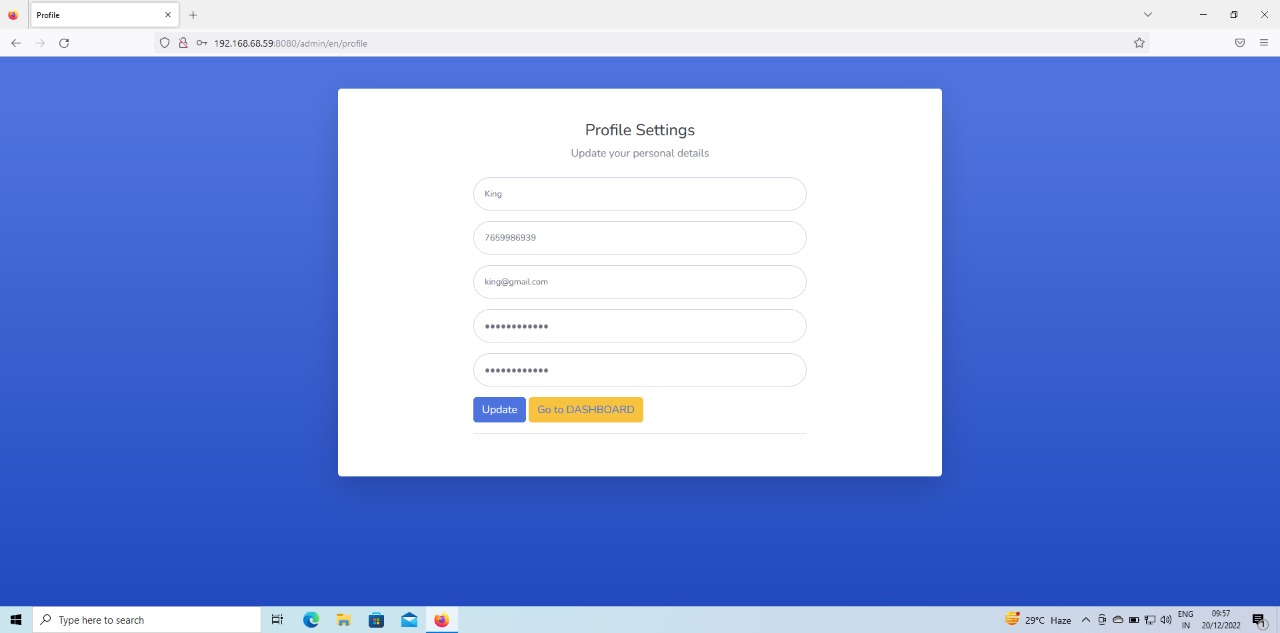 Profile
192.168.68.59:8080/admin/en/profile
Profile Settings
Update your personal details
King
7659986939
king@gmail.com
••••••••••••
••••••••••••
Update Go to DASHBOARD
Type here to search
29°C Haze
ENG
IN
09:57
20/12/2022
1